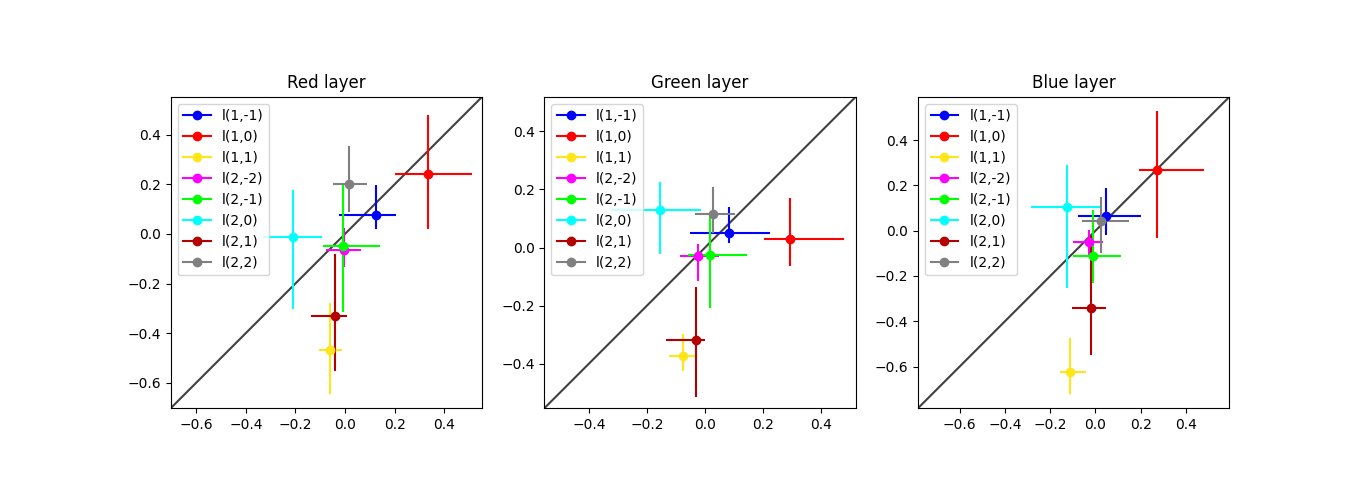 Red layer
l(1,-1)
l(1,0)
l(1,1)
l(2,-2)
l(2,-1)
l(2,0)
l(2,1)
l(2,2)
0.4
0.2
0.0
−0.2
−0.4
−0.6
−0.6 −0.4 −0.2 0.0 0.2 0.4
Green layer
l(1,-1)
l(1,0)
l(1,1)
l(2,-2)
l(2,-1)
l(2,0)
l(2,1)
l(2,2)
0.4
0.2
0.0
−0.2
−0.4
−0.4 −0.2 0.0 0.2 0.4
Blue layer
l(1,-1)
l(1,0)
l(1,1)
l(2,-2)
l(2,-1)
l(2,0)
l(2,1)
l(2,2)
0.4
0.2
0.0
−0.2
−0.4
−0.6
−0.6 −0.4 −0.2 0.0 0.2 0.4